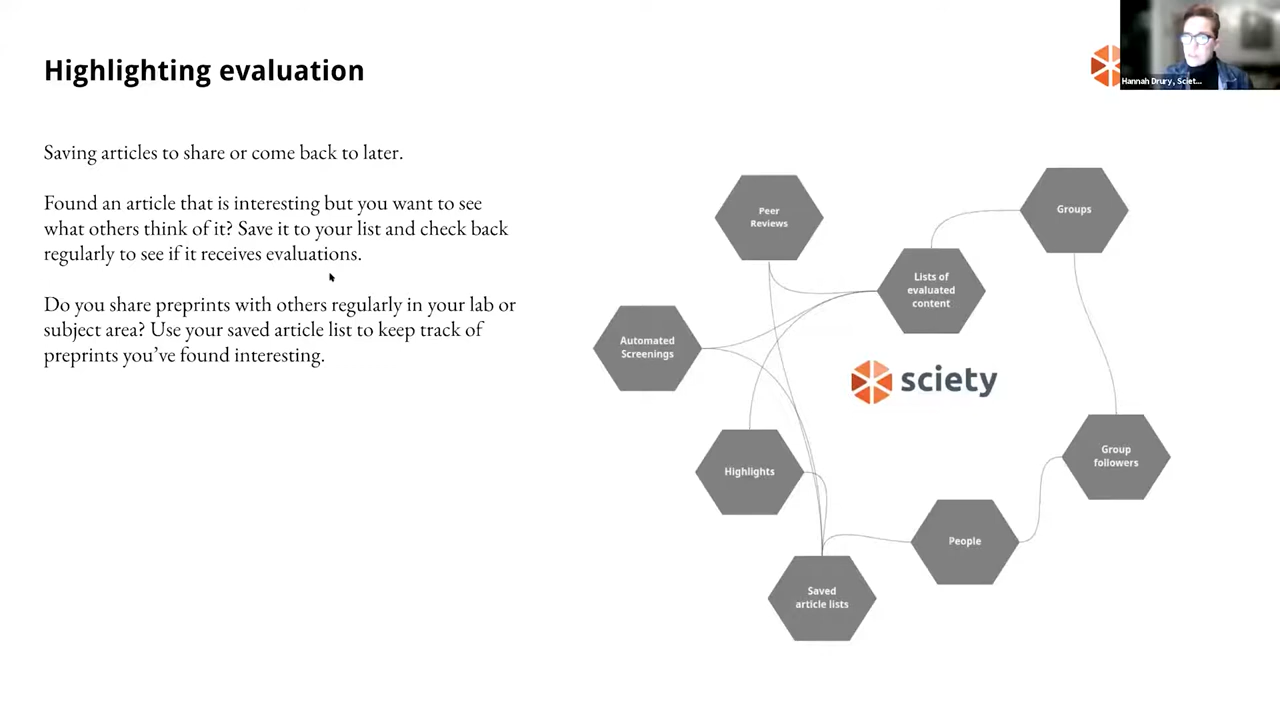 Highlighting evaluation
Hannah Drury, Sciet...
Saving articles to share or come back to later.
Found an article that is interesting but you want to see
what others think of it? Save it to your list and check back
regularly to see if it receives evaluations.
Do you share preprints with others regularly in your lab or
subject area? Use your saved article list to keep track of
preprints you’ve found interesting.
Peer
Reviews
Groups
Lists of
evaluated
content
Automated
Screenings
sciety
Highlights
Group
followers
People
Saved
article lists